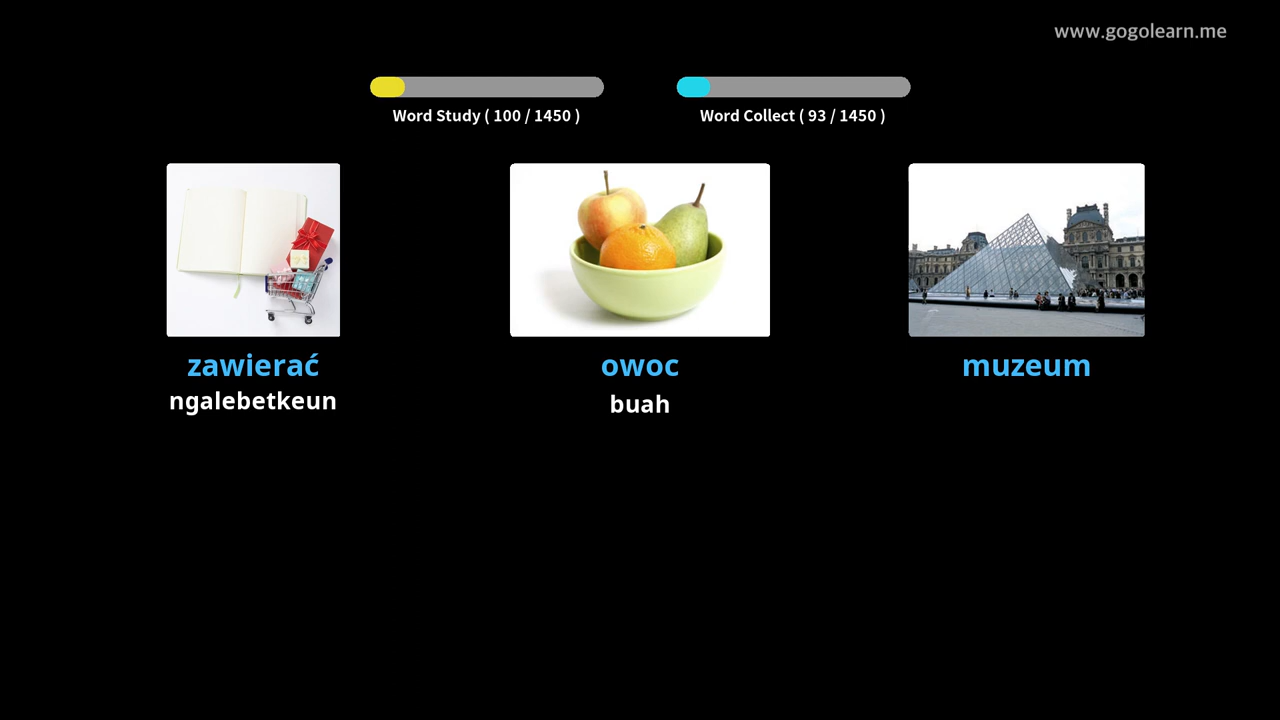 www.gogolearn.me
Word Study ( 100 / 1450 )
Word Collect ( 93 / 1450 )
zawierać
ngalebetkeun
owoc
buah
muzeum